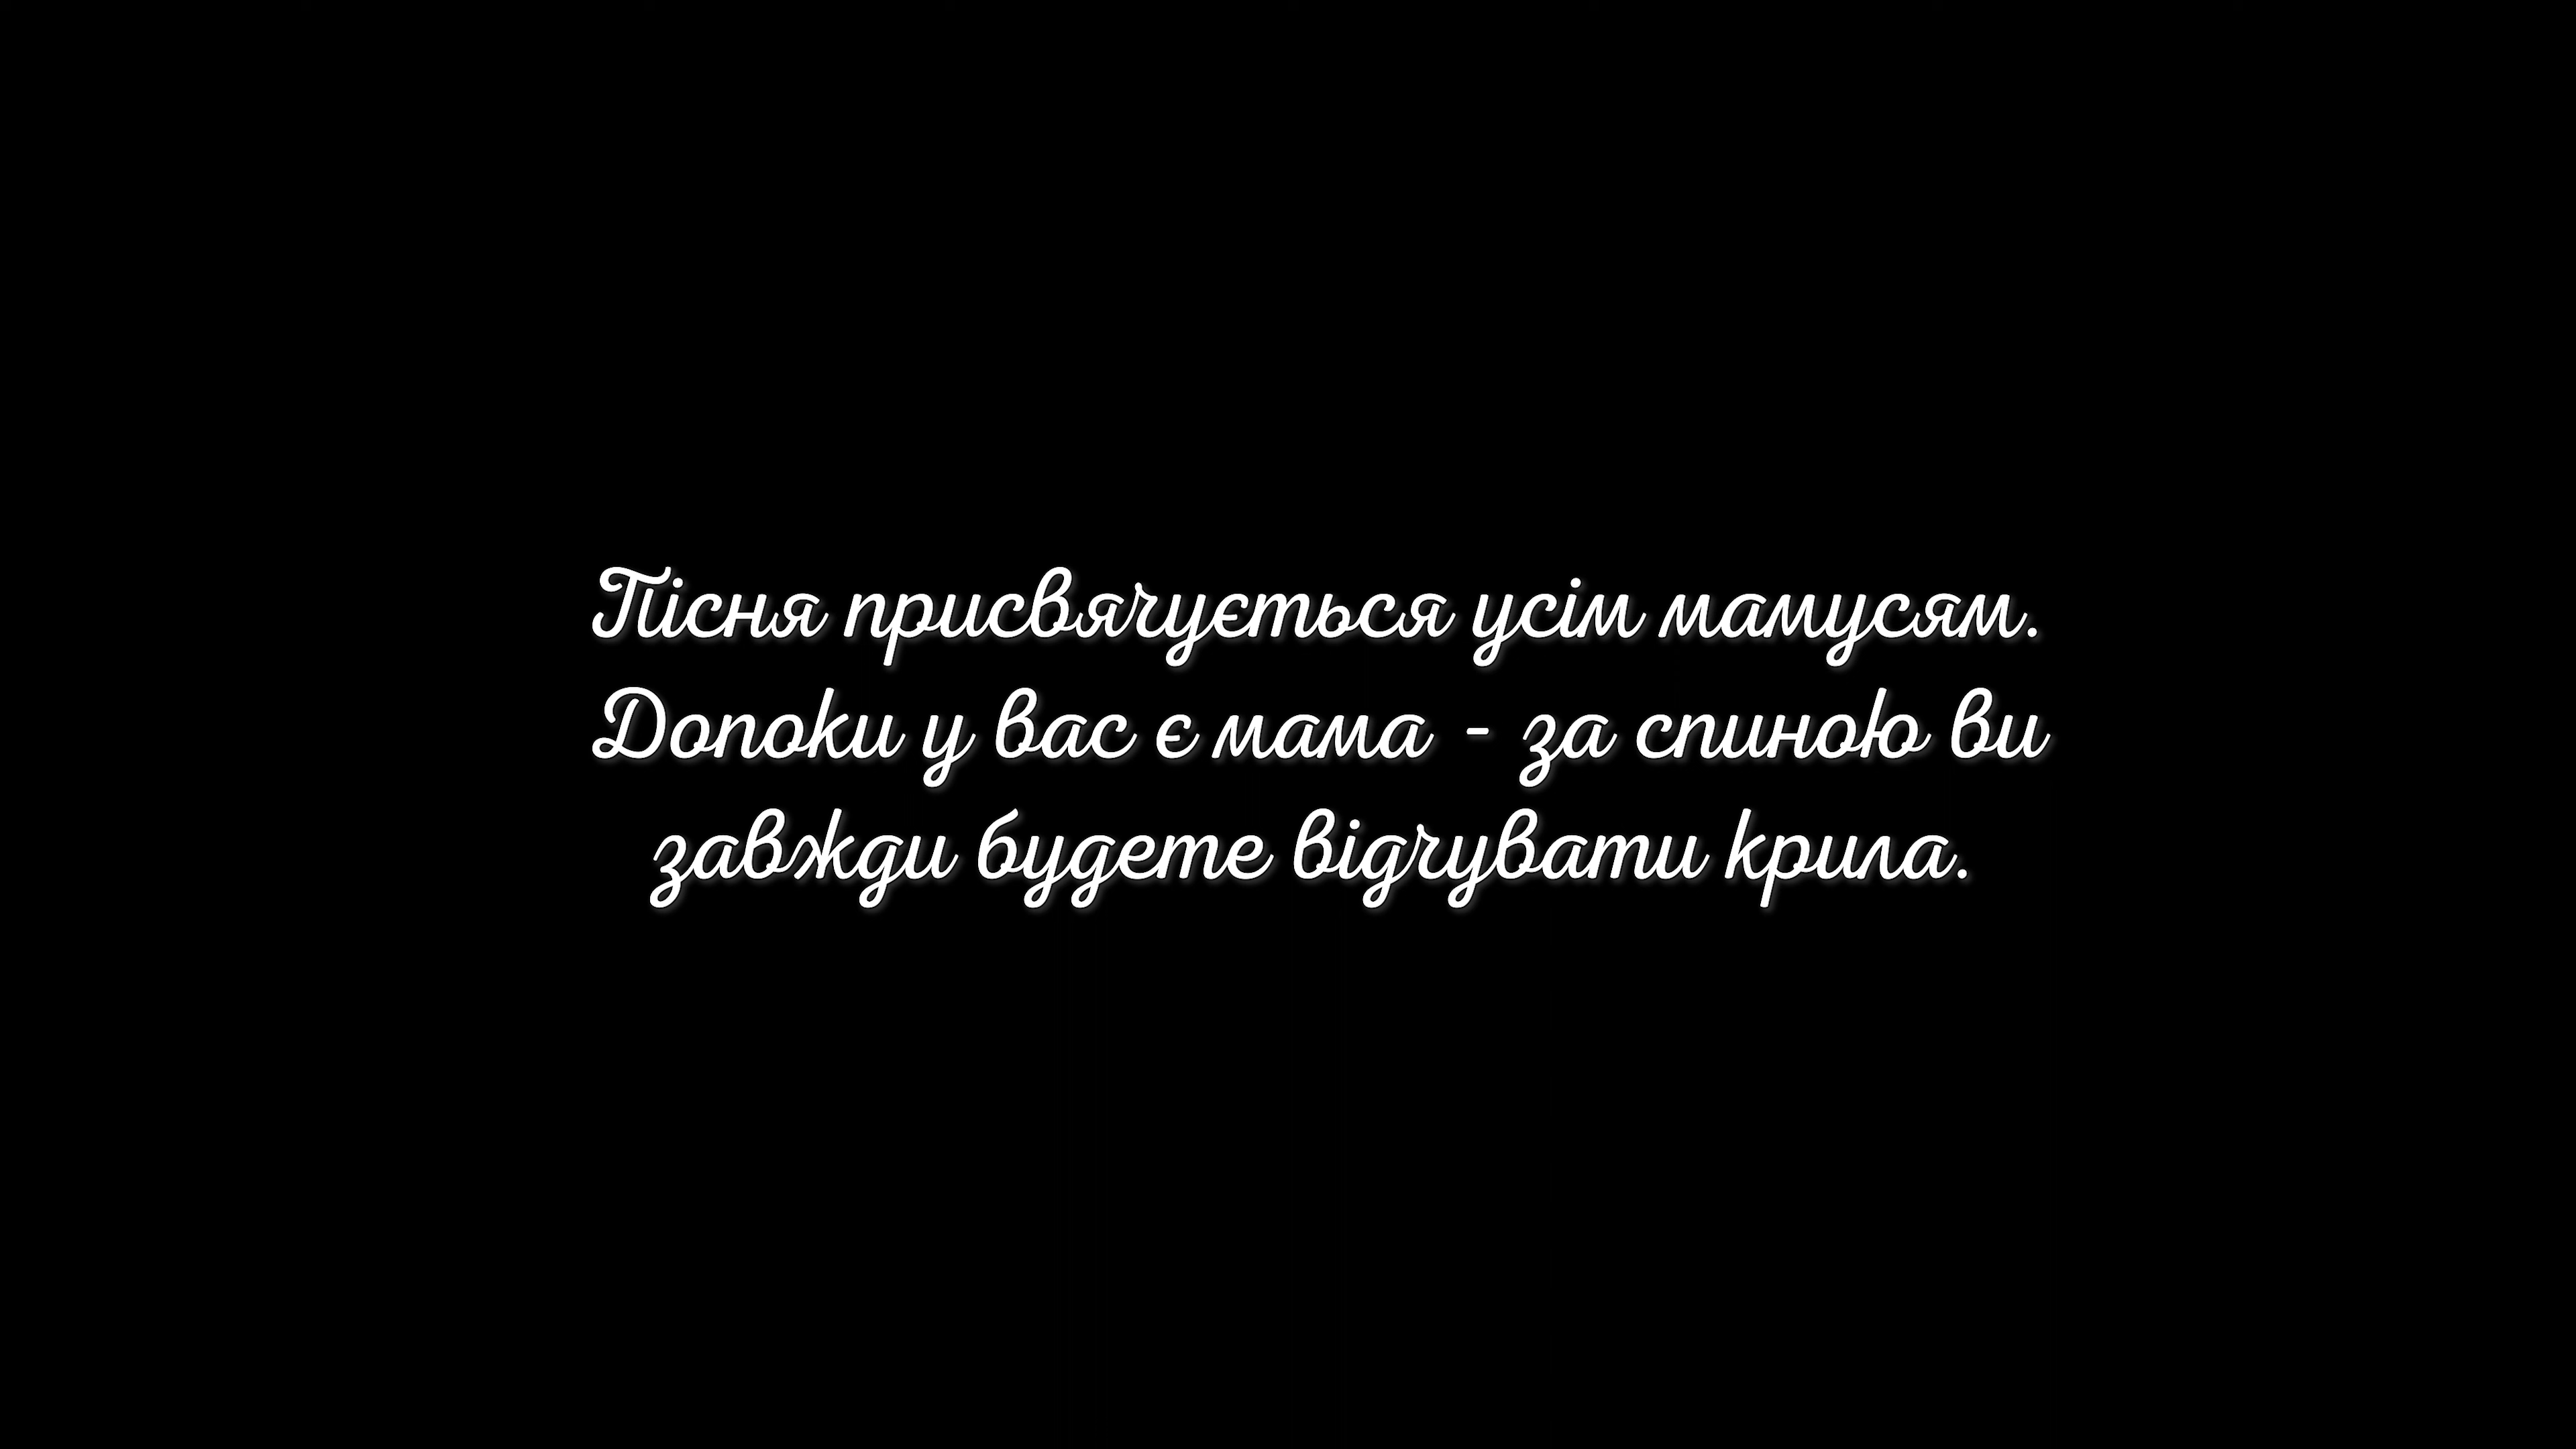 Пісня присвячується усім мамусям.
Допоки у вас є мама - за спиною ви
завжди будете відчувати крила.